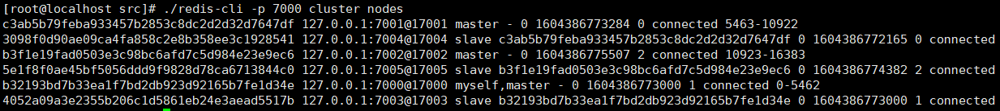 [root@localhost src]# ./redis-cli -p 7000 cluster nodes
c3ab5b79feba933457b2853c8dc2d2d32d7647df 127.0.0.1:7001@17001 master - 0 1604386773284 0 connected 5463-10922
3098f0d90ae09ca4fa858c2e8b358ee3c1928541 127.0.0.1:7004@17004 slave c3ab5b79feba933457b2853c8dc2d2d32d7647df 0 1604386772165 0 connected
b3f1e19fad0503e3c98bc6afd7c5d984e23e9ec6 127.0.0.1:7002@17002 master - 0 1604386775507 2 connected 10923-16383
5e1f8f0ae45bf5056ddd9f9828d78ca6713844c0 127.0.0.1:7005@17005 slave b3f1e19fad0503e3c98bc6afd7c5d984e23e9ec6 0 1604386774382 2 connected
b32193bd7b33ea1f7bd2db923d92165b7fe1d34e 127.0.0.1:7000@17000 myself,master - 0 1604386773000 1 connected 0-5462
4052a09a3e2355b206c1d5861eb24e3aead5517b 127.0.0.1:7003@17003 slave b32193bd7b33ea1f7bd2db923d92165b7fe1d34e 0 1604386773000 1 connected